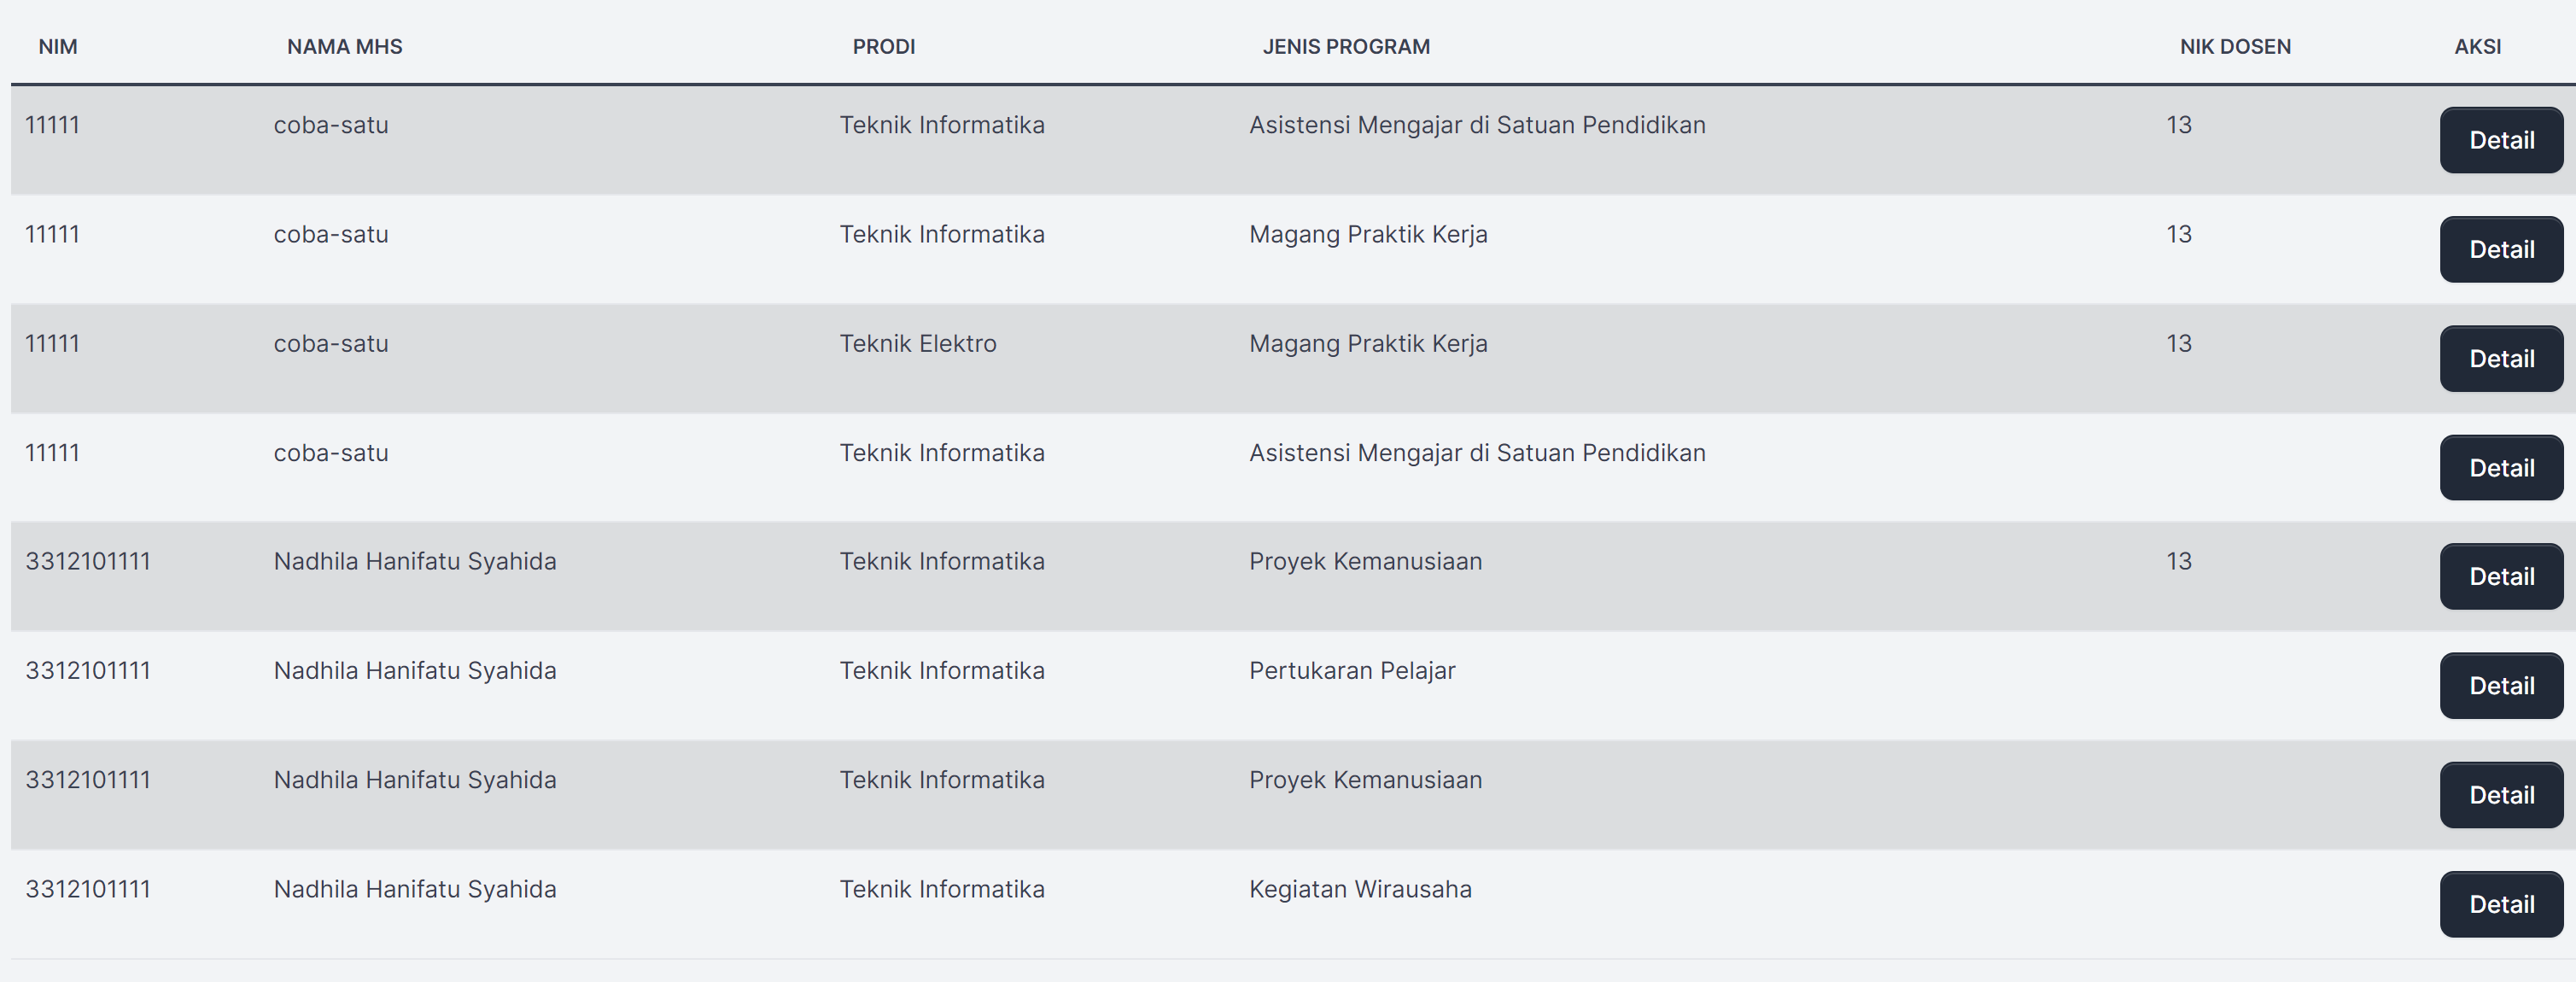 NIM NAMA MHS PRODI JENIS PROGRAM NIK DOSEN AKSI
11111 coba-satu Teknik Informatika Asistensi Mengajar di Satuan Pendidikan 13 Detail
11111 coba-satu Teknik Informatika Magang Praktik Kerja 13 Detail
11111 coba-satu Teknik Elektro Magang Praktik Kerja 13 Detail
11111 coba-satu Teknik Informatika Asistensi Mengajar di Satuan Pendidikan Detail
3312101111 Nadhila Hanifatu Syahida Teknik Informatika Proyek Kemanusiaan 13 Detail
3312101111 Nadhila Hanifatu Syahida Teknik Informatika Pertukaran Pelajar Detail
3312101111 Nadhila Hanifatu Syahida Teknik Informatika Proyek Kemanusiaan Detail
3312101111 Nadhila Hanifatu Syahida Teknik Informatika Kegiatan Wirausaha Detail